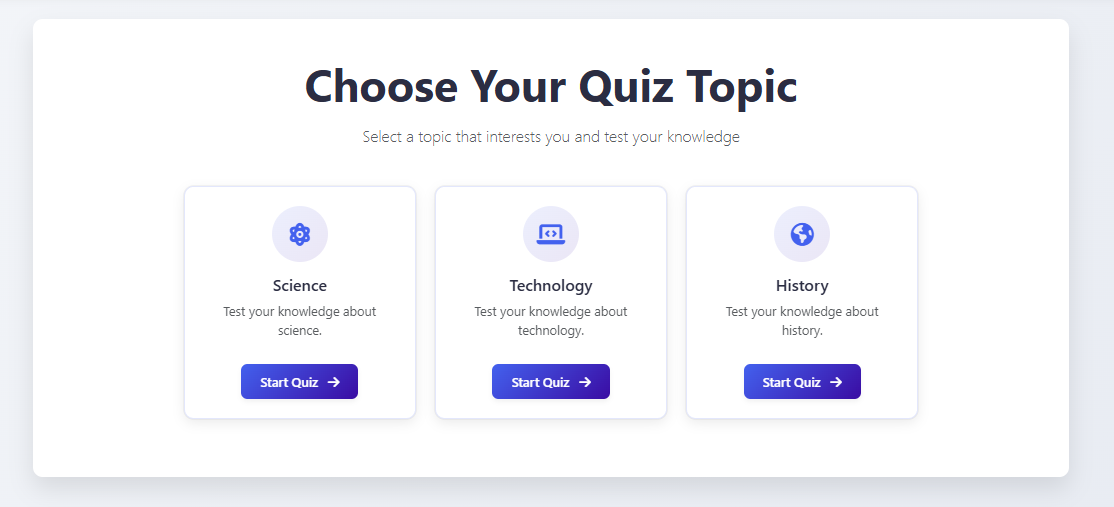 Choose Your Quiz Topic
Select a topic that interests you and test your knowledge
Science
Test your knowledge about
science.
Start Quiz
Technology
Test your knowledge about
technology.
Start Quiz
History
Test your knowledge about
history.
Start Quiz